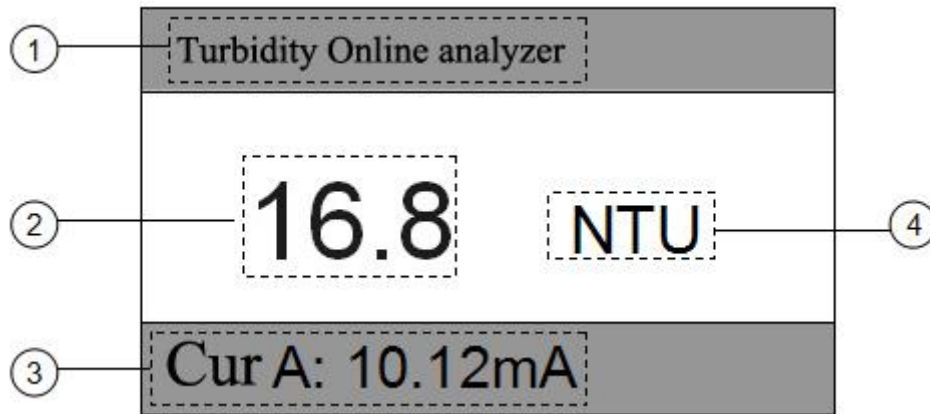 ① Turbidity Online analyzer
② 16.8 NTU ④
③ Cur A: 10.12mA